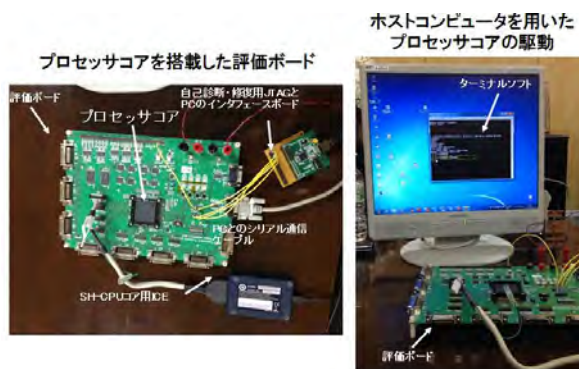 プロセッサコアを搭載した評価ボード
評価ボード
プロセッサコア
自己診断・修復用JTAGと
PCのインタフェースボード
PCとのシリアル通信
ケーブル
SH-CPUコア用ICE
ホストコンピュータを用いた
プロセッサコアの駆動
ターミナルソフト
評価ボード